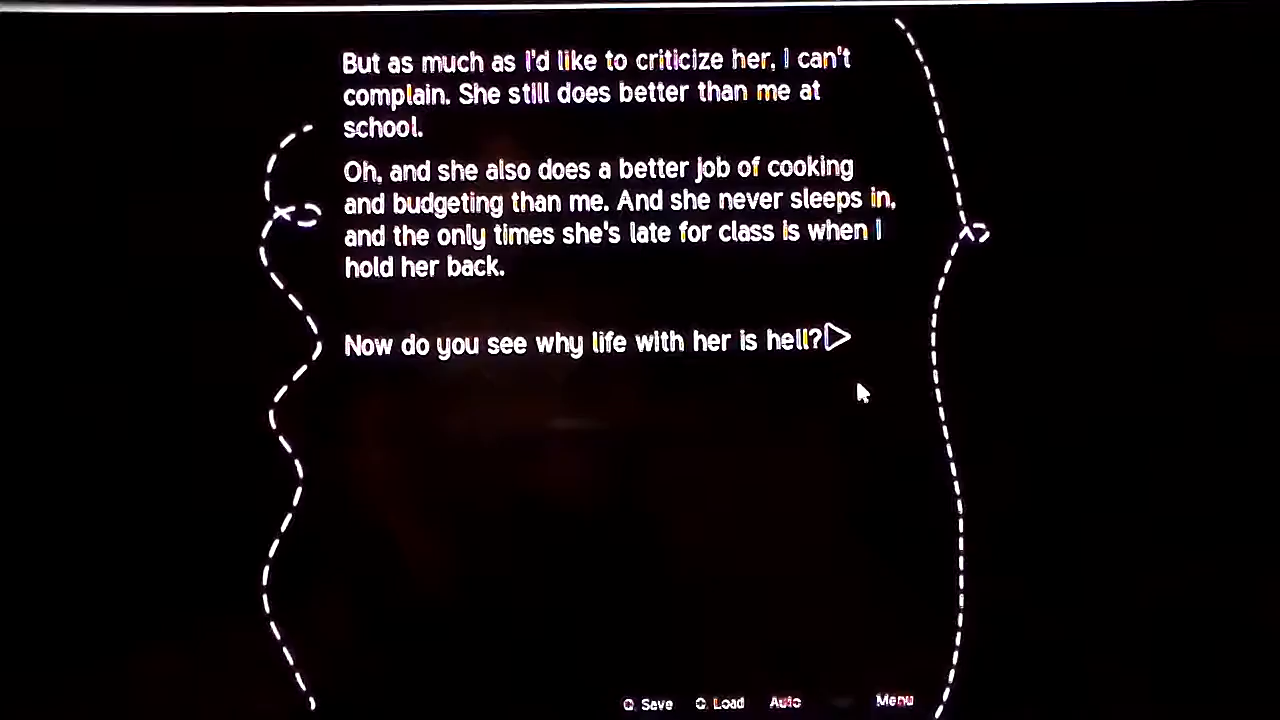 But as much as I'd like to criticize her, I can't
complain. She still does better than me at
school.
Oh, and she also does a better job of cooking
and budgeting than me. And she never sleeps in,
and the only times she's late for class is when I
hold her back.
Now do you see why life with her is hell?
Q. Save Q. Load Auto Menu